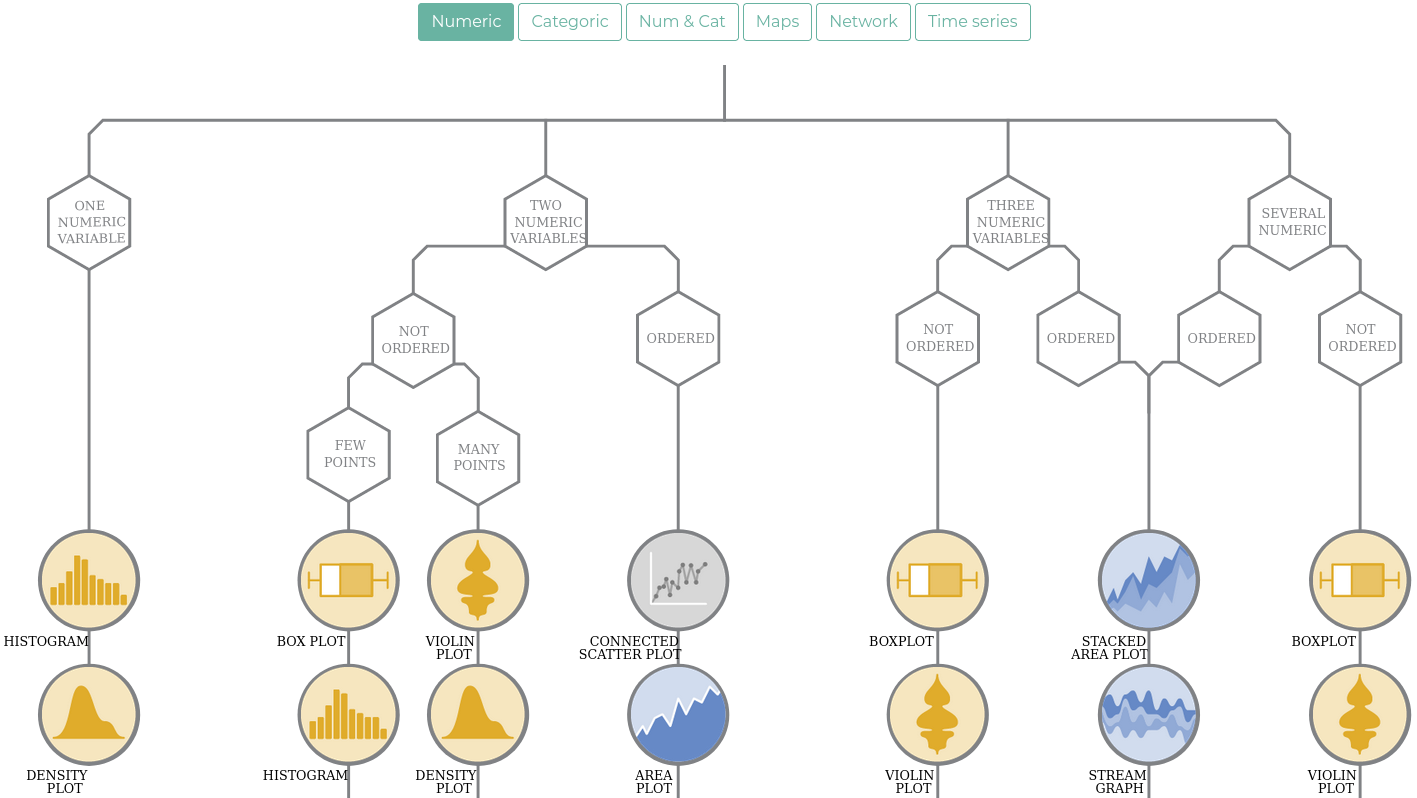 Numeric
Categoric
Num & Cat
Maps
Network
Time series
ONE
NUMERIC
VARIABLE
TWO
NUMERIC
VARIABLES
THREE
NUMERIC
VARIABLES
SEVERAL
NUMERIC
NOT
ORDERED
ORDERED
NOT
ORDERED
ORDERED
ORDERED
NOT
ORDERED
FEW
POINTS
MANY
POINTS
HISTOGRAM
BOX PLOT
VIOLIN
PLOT
CONNECTED
SCATTER PLOT
BOXPLOT
STACKED
AREA PLOT
BOXPLOT
DENSITY
PLOT
HISTOGRAM
DENSITY
PLOT
AREA
PLOT
VIOLIN
PLOT
STREAM
GRAPH
VIOLIN
PLOT